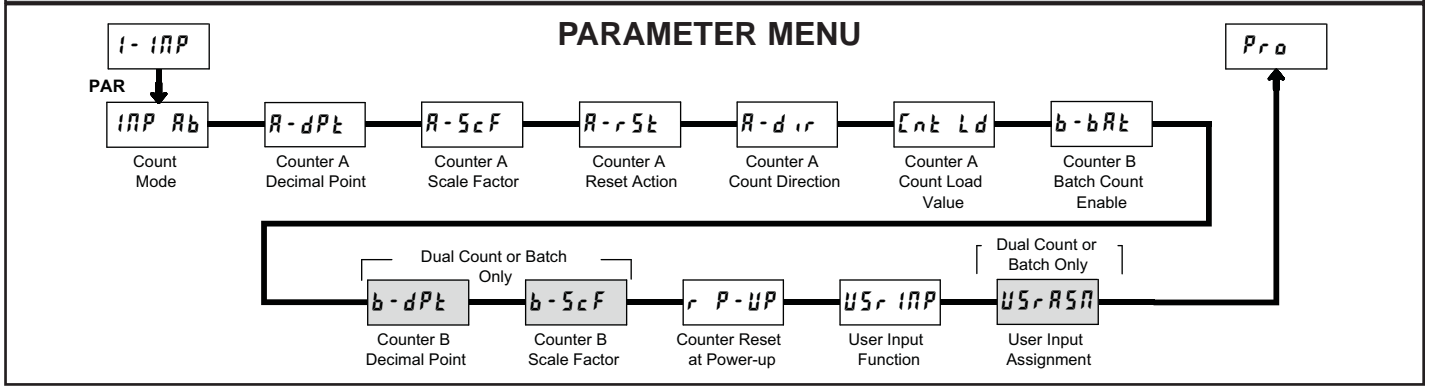 PARAMETER MENU
1-INP
Pro
PAR
INP Ab
A-dPt
A-ScF
A-rSt
A-dir
Cnt Ld
b-bAt
Count
Mode
Counter A
Decimal Point
Counter A
Scale Factor
Counter A
Reset Action
Counter A
Count Direction
Counter A
Count Load
Value
Counter B
Batch Count
Enable
Dual Count or Batch
Only
Dual Count or
Batch Only
b-dPt
b-ScF
r P-UP
USr INP
USrASN
Counter B
Decimal Point
Counter B
Scale Factor
Counter Reset
at Power-up
User Input
Function
User Input
Assignment